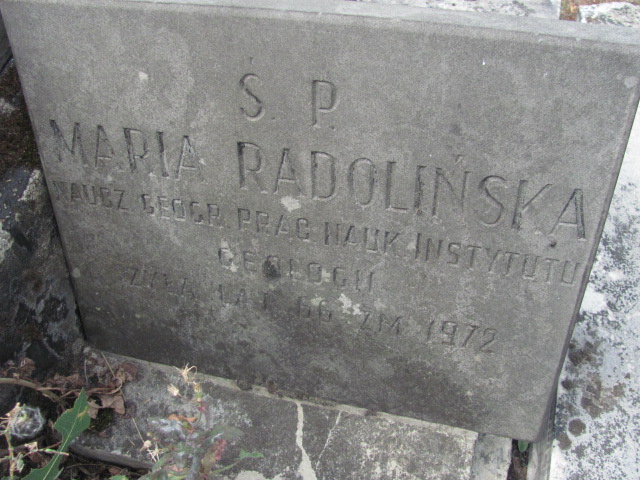 Ś. P.
MARIA RADOLIŃSKA
NAUCZ GEOGR. PRAC. NAUK INSTYTUTU
GEOLOGII
ŻYŁA LAT 66 ZM. 1972